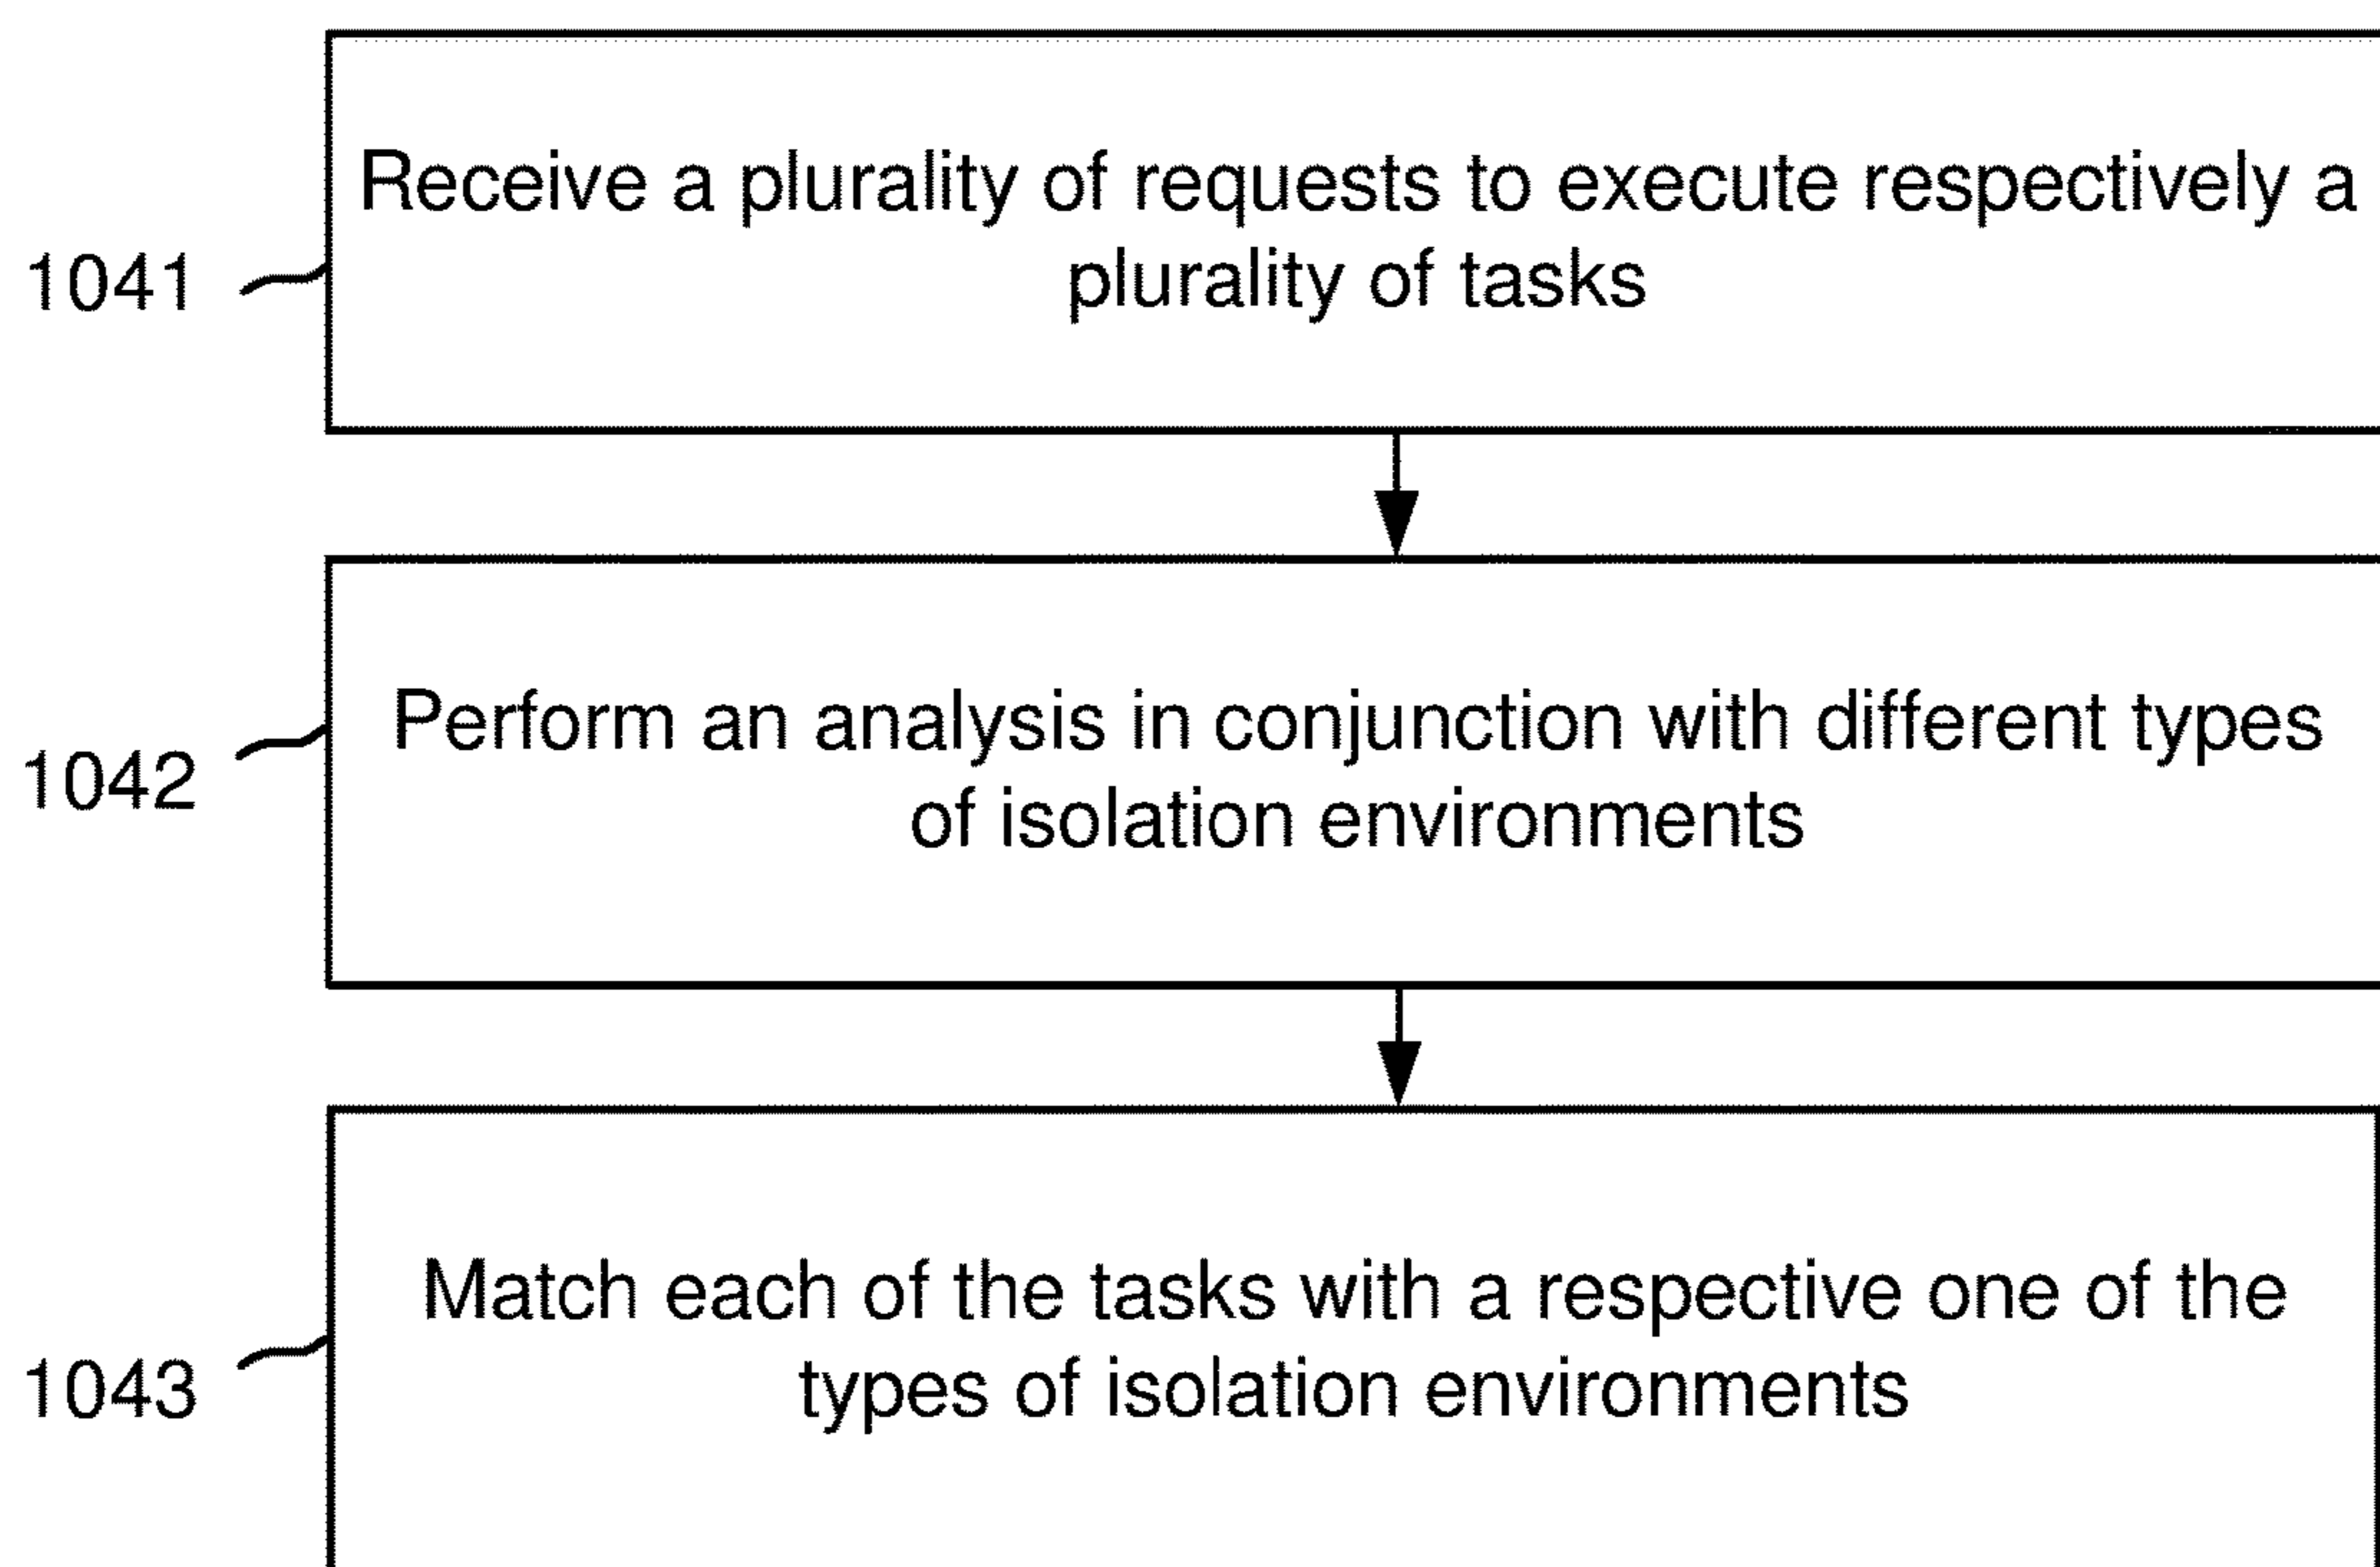 Receive a plurality of requests to execute respectively a
plurality of tasks
1041
Perform an analysis in conjunction with different types
of isolation environments
1042
Match each of the tasks with a respective one of the
types of isolation environments
1043